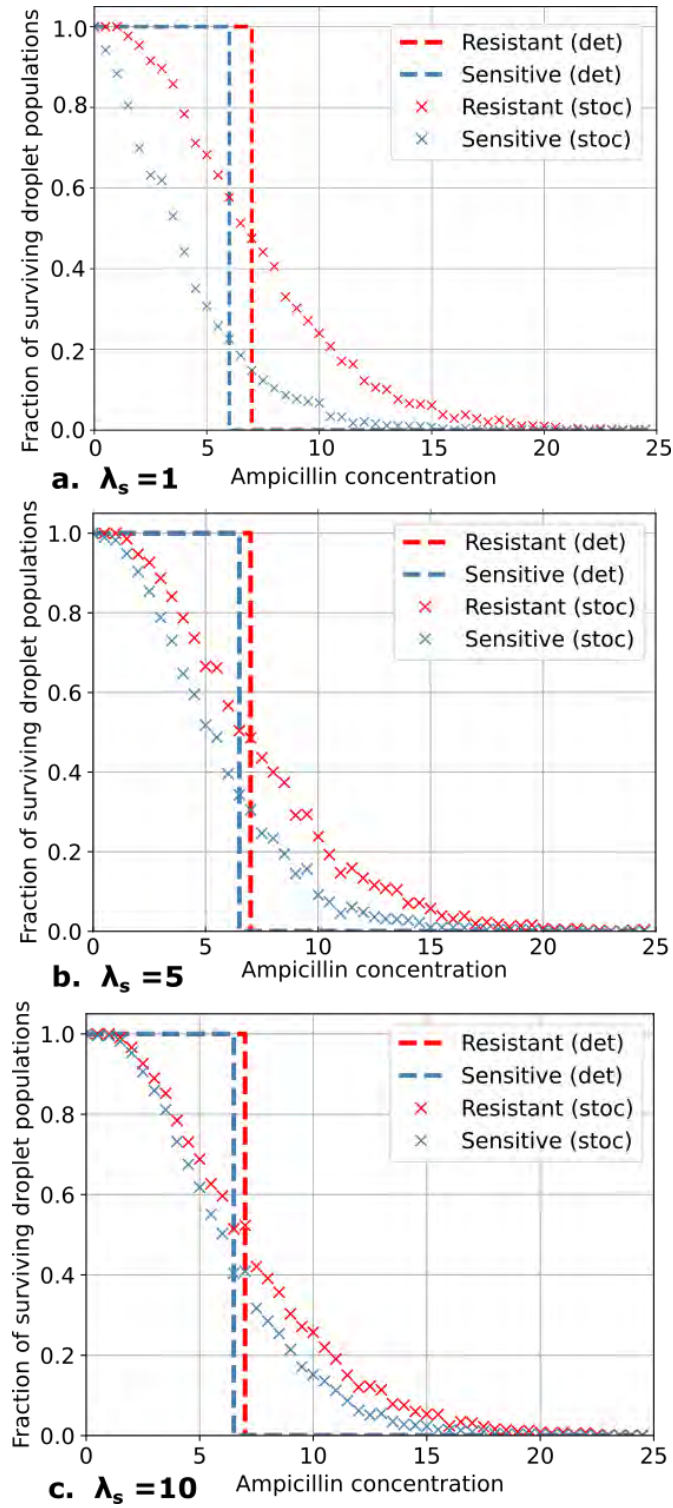 Fraction of surviving droplet populations
1.0
0.8
0.6
0.4
0.2
0.0
Resistant (det)
Sensitive (det)
Resistant (stoc)
Sensitive (stoc)
0 5 10 15 20 25
a. λs =1 Ampicillin concentration
Fraction of surviving droplet populations
1.0
0.8
0.6
0.4
0.2
0.0
Resistant (det)
Sensitive (det)
Resistant (stoc)
Sensitive (stoc)
0 5 10 15 20 25
Ampicillin concentration
b. λs =5
Fraction of surviving droplet populations
1.0
0.8
0.6
0.4
0.2
0.0
Resistant (det)
Sensitive (det)
Resistant (stoc)
Sensitive (stoc)
0 5 10 15 20 25
c. λs =10 Ampicillin concentration